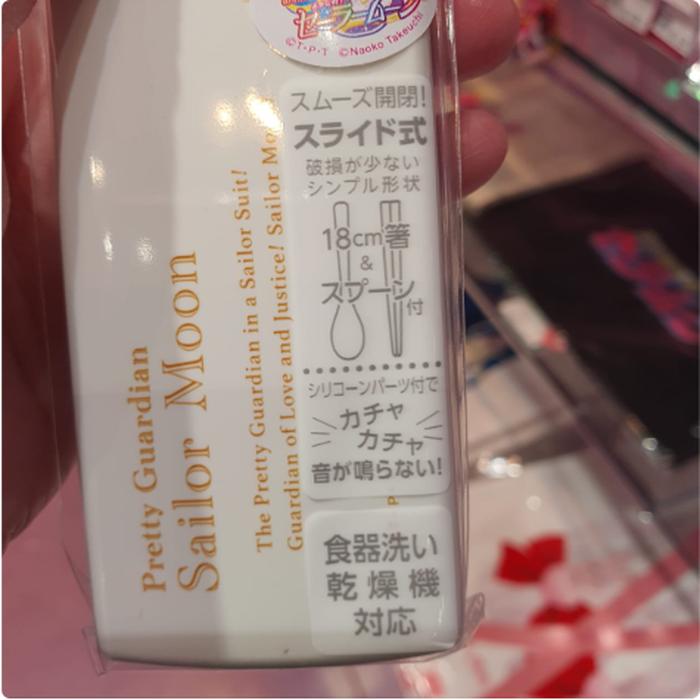 セーラームーン
©T・P・T ©Naoko Takeuchi
スムーズ開閉!
スライド式
破損が少ない
シンプル形状
18cm箸
&
スプーン付
シリコーンパーツ付で
カチャ
カチャ
音が鳴らない!
食器洗い
乾燥機
対応
Pretty Guardian
Sailor Moon
The Pretty Guardian in a Sailor Suit!
Guardian of Love and Justice! Sailor Mo
P